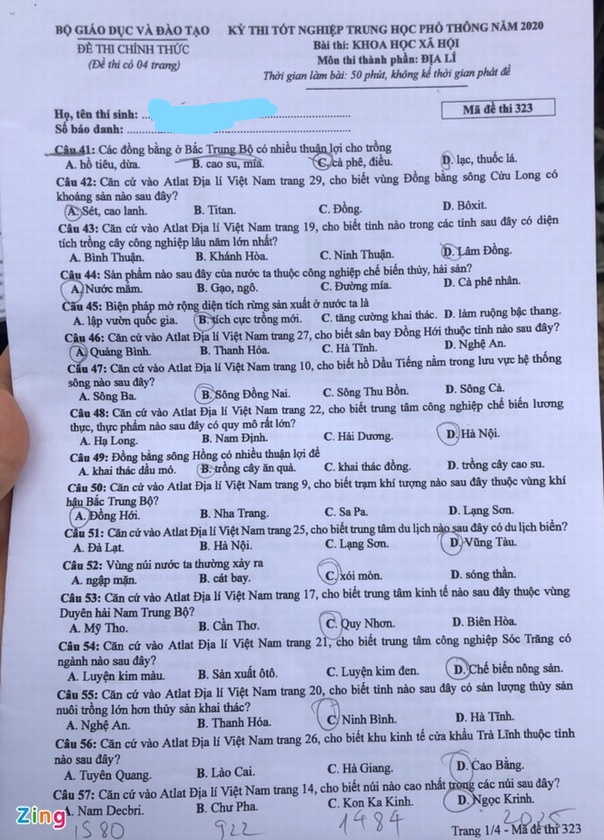 BỘ GIÁO DỤC VÀ ĐÀO TẠO KỲ THI TỐT NGHIỆP TRUNG HỌC PHỔ THÔNG NĂM 2020
ĐỀ THI CHÍNH THỨC Bài thi: KHOA HỌC XÃ HỘI
(Đề thi có 04 trang) Môn thi thành phần: ĐỊA LÍ
Thời gian làm bài: 50 phút, không kể thời gian phát đề
Họ, tên thí sinh:
Số báo danh:
Mã đề thi 323
Câu 41: Các đồng bằng ở Bắc Trung Bộ có nhiều thuận lợi cho trồng
A. hồ tiêu, dừa. B. cao su, mía. C. cà phê, điều. D. lạc, thuốc lá.
Câu 42: Căn cứ vào Atlat Địa lí Việt Nam trang 29, cho biết vùng Đồng bằng sông Cửu Long có
khoáng sản nào sau đây?
A. Sét, cao lanh. B. Titan. C. Đồng. D. Bôxit.
Câu 43: Căn cứ vào Atlat Địa lí Việt Nam trang 19, cho biết tỉnh nào trong các tỉnh sau đây có diện
tích trồng cây công nghiệp lâu năm lớn nhất?
A. Bình Thuận. B. Khánh Hòa. C. Ninh Thuận. D. Lâm Đồng.
Câu 44: Sản phẩm nào sau đây của nước ta thuộc công nghiệp chế biến thủy, hải sản?
A. Nước mắm. B. Gạo, ngô. C. Đường mía. D. Cà phê nhân.
Câu 45: Biện pháp mở rộng diện tích rừng sản xuất ở nước ta là
A. lập vườn quốc gia. B. tích cực trồng mới. C. tăng cường khai thác. D. làm ruộng bậc thang.
Câu 46: Căn cứ vào Atlat Địa lí Việt Nam trang 27, cho biết sân bay Đồng Hới thuộc tỉnh nào sau đây?
A. Quảng Bình. B. Thanh Hóa. C. Hà Tĩnh. D. Nghệ An.
Câu 47: Căn cứ vào Atlat Địa lí Việt Nam trang 10, cho biết hồ Dầu Tiếng nằm trong lưu vực hệ thống
sông nào sau đây?
A. Sông Ba. B. Sông Đồng Nai. C. Sông Thu Bồn. D. Sông Cả.
Câu 48: Căn cứ vào Atlat Địa lí Việt Nam trang 22, cho biết trung tâm công nghiệp chế biến lương
thực, thực phẩm nào sau đây có quy mô rất lớn?
A. Hạ Long. B. Nam Định. C. Hải Dương. D. Hà Nội.
Câu 49: Đồng bằng sông Hồng có nhiều thuận lợi để
A. khai thác dầu mỏ. B. trồng cây ăn quả. C. khai thác đồng. D. trồng cây cao su.
Câu 50: Căn cứ vào Atlat Địa lí Việt Nam trang 9, cho biết trạm khí tượng nào sau đây thuộc vùng khí
hậu Bắc Trung Bộ?
A. Đồng Hới. B. Nha Trang. C. Sa Pa. D. Lạng Sơn.
Câu 51: Căn cứ vào Atlat Địa lí Việt Nam trang 25, cho biết trung tâm du lịch nào sau đây có du lịch biển?
A. Đà Lạt. B. Hà Nội. C. Lạng Sơn. D. Vũng Tàu.
Câu 52: Vùng núi nước ta thường xảy ra
A. ngập mặn. B. cát bay. C. xói mòn. D. sóng thần.
Câu 53: Căn cứ vào Atlat Địa lí Việt Nam trang 17, cho biết trung tâm kinh tế nào sau đây thuộc vùng
Duyên hải Nam Trung Bộ?
A. Mỹ Tho. B. Cần Thơ. C. Quy Nhơn. D. Biên Hòa.
Câu 54: Căn cứ vào Atlat Địa lí Việt Nam trang 21, cho biết trung tâm công nghiệp Sóc Trăng có
ngành nào sau đây?
A. Luyện kim màu. B. Sản xuất ôtô. C. Luyện kim đen. D. Chế biến nông sản.
Câu 55: Căn cứ vào Atlat Địa lí Việt Nam trang 20, cho biết tỉnh nào sau đây có sản lượng thủy sản
nuôi trồng lớn hơn thủy sản khai thác?
A. Nghệ An. B. Thanh Hóa. C. Ninh Bình. D. Hà Tĩnh.
Câu 56: Căn cứ vào Atlat Địa lí Việt Nam trang 26, cho biết khu kinh tế cửa khẩu Trà Lĩnh thuộc tỉnh
nào sau đây?
A. Tuyên Quang. B. Lào Cai. C. Hà Giang. D. Cao Bằng.
Câu 57: Căn cứ vào Atlat Địa lí Việt Nam trang 14, cho biết núi nào cao nhất trong các núi sau đây?
A. Nam Decbri. B. Chư Pha. C. Kon Ka Kinh. D. Ngọc Krinh.
1580 922 1484 2025
Zing
Trang 1/4 - Mã đề thi 323